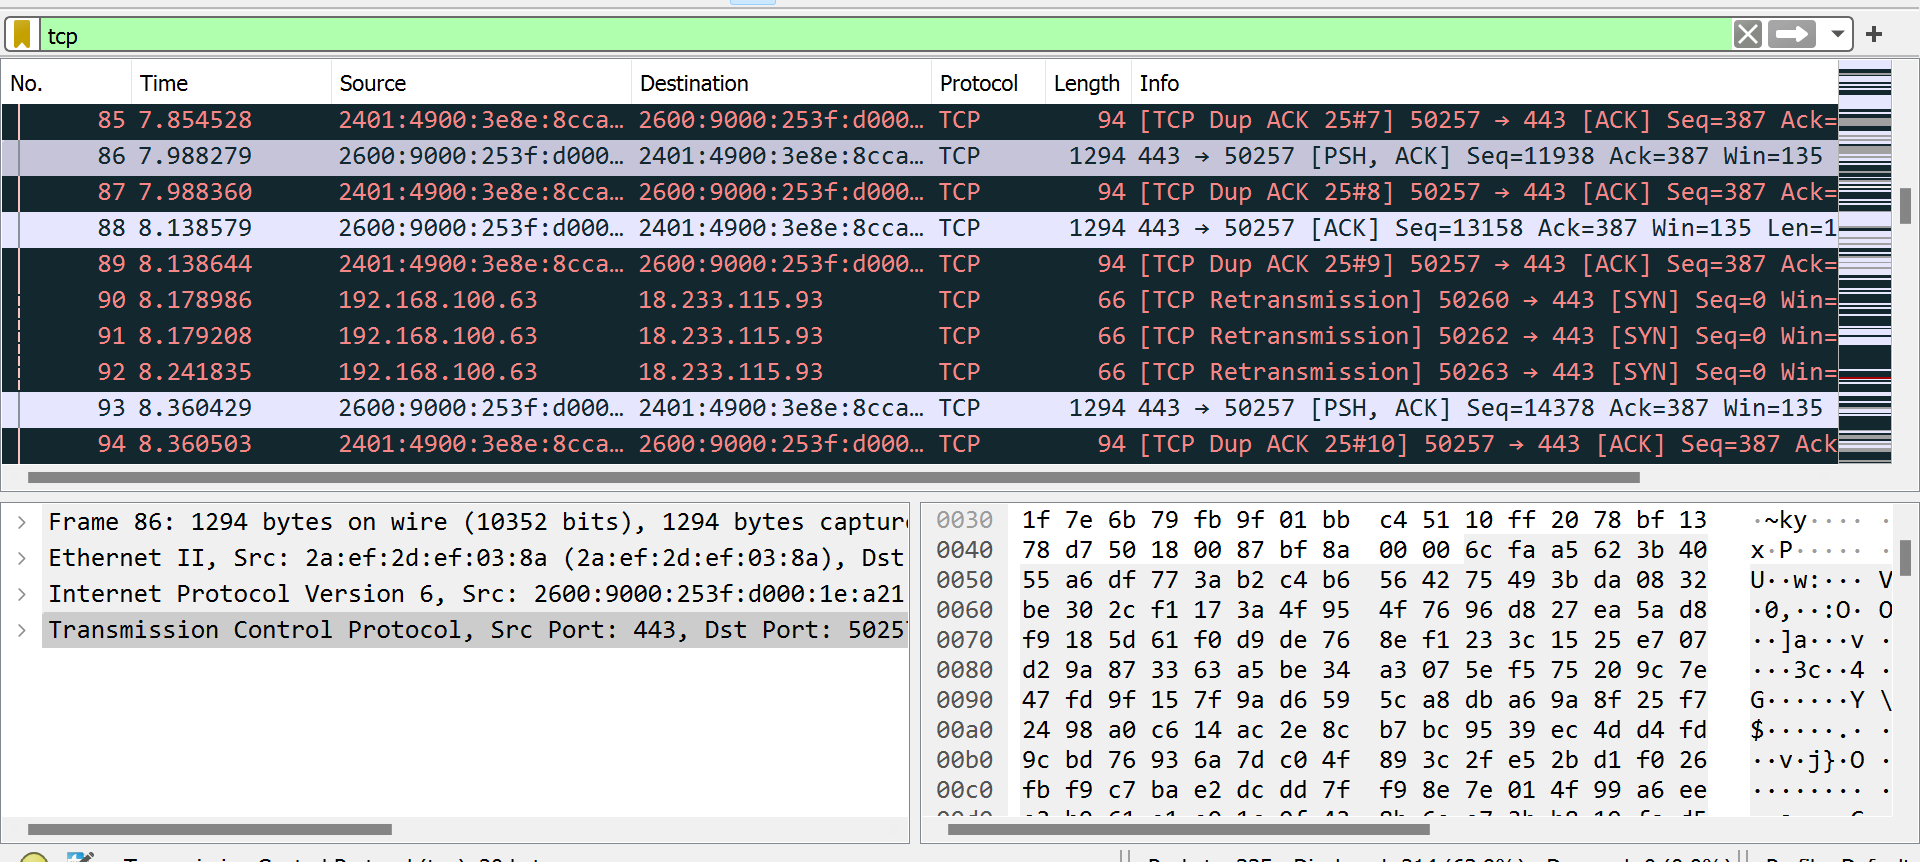 tcp
No. Time Source Destination Protocol Length Info
85 7.854528 2401:4900:3e8e:8cca… 2600:9000:253f:d000… TCP 94 [TCP Dup ACK 25#7] 50257 → 443 [ACK] Seq=387 Ack=
86 7.988279 2600:9000:253f:d000… 2401:4900:3e8e:8cca… TCP 1294 443 → 50257 [PSH, ACK] Seq=11938 Ack=387 Win=135
87 7.988360 2401:4900:3e8e:8cca… 2600:9000:253f:d000… TCP 94 [TCP Dup ACK 25#8] 50257 → 443 [ACK] Seq=387 Ack=
88 8.138579 2600:9000:253f:d000… 2401:4900:3e8e:8cca… TCP 1294 443 → 50257 [ACK] Seq=13158 Ack=387 Win=135 Len=1
89 8.138644 2401:4900:3e8e:8cca… 2600:9000:253f:d000… TCP 94 [TCP Dup ACK 25#9] 50257 → 443 [ACK] Seq=387 Ack=
90 8.178986 192.168.100.63 18.233.115.93 TCP 66 [TCP Retransmission] 50260 → 443 [SYN] Seq=0 Win=
91 8.179208 192.168.100.63 18.233.115.93 TCP 66 [TCP Retransmission] 50262 → 443 [SYN] Seq=0 Win=
92 8.241835 192.168.100.63 18.233.115.93 TCP 66 [TCP Retransmission] 50263 → 443 [SYN] Seq=0 Win=
93 8.360429 2600:9000:253f:d000… 2401:4900:3e8e:8cca… TCP 1294 443 → 50257 [PSH, ACK] Seq=14378 Ack=387 Win=135
94 8.360503 2401:4900:3e8e:8cca… 2600:9000:253f:d000… TCP 94 [TCP Dup ACK 25#10] 50257 → 443 [ACK] Seq=387 Ack
Frame 86: 1294 bytes on wire (10352 bits), 1294 bytes capture
Ethernet II, Src: 2a:ef:2d:ef:03:8a (2a:ef:2d:ef:03:8a), Dst
Internet Protocol Version 6, Src: 2600:9000:253f:d000:1e:a21
Transmission Control Protocol, Src Port: 443, Dst Port: 50257
0030 1f 7e 6b 79 fb 9f 01 bb c4 51 10 ff 20 78 bf 13 ·~ky···· ·
0040 78 d7 50 18 00 87 bf 8a 00 00 6c fa a5 62 3b 40 x·P····· ·
0050 55 a6 df 77 3a b2 c4 b6 56 42 75 49 3b da 08 32 U··w:··· V
0060 be 30 2c f1 17 3a 4f 95 4f 76 96 d8 27 ea 5a d8 ·0,··:O· O
0070 f9 18 5d 61 f0 d9 de 76 8e f1 23 3c 15 25 e7 07 ··]a···v ·
0080 d2 9a 87 33 63 a5 be 34 a3 07 5e f5 75 20 9c 7e ···3c··4 ·
0090 47 fd 9f 15 7f 9a d6 59 5c a8 db a6 9a 8f 25 f7 G······Y \
00a0 24 98 a0 c6 14 ac 2e 8c b7 bc 95 39 ec 4d d4 fd $·····.· ·
00b0 9c bd 76 93 6a 7d c0 4f 89 3c 2f e5 2b d1 f0 26 ··v·j}·O ·
00c0 fb f9 c7 ba e2 dc dd 7f f9 8e 7e 01 4f 99 a6 ee ········ ·